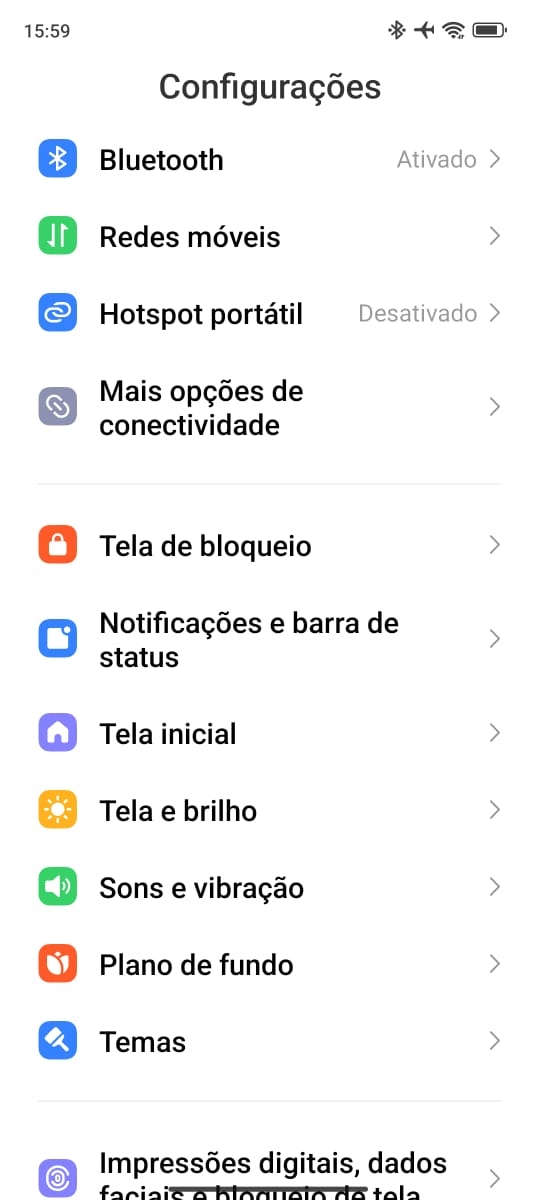 15:59
Configurações
Bluetooth
Ativado
Redes móveis
Hotspot portátil
Desativado
Mais opções de
conectividade
Tela de bloqueio
Notificações e barra de
status
Tela inicial
Tela e brilho
Sons e vibração
Plano de fundo
Temas
Impressões digitais, dados
faciais e bloqueio de tela